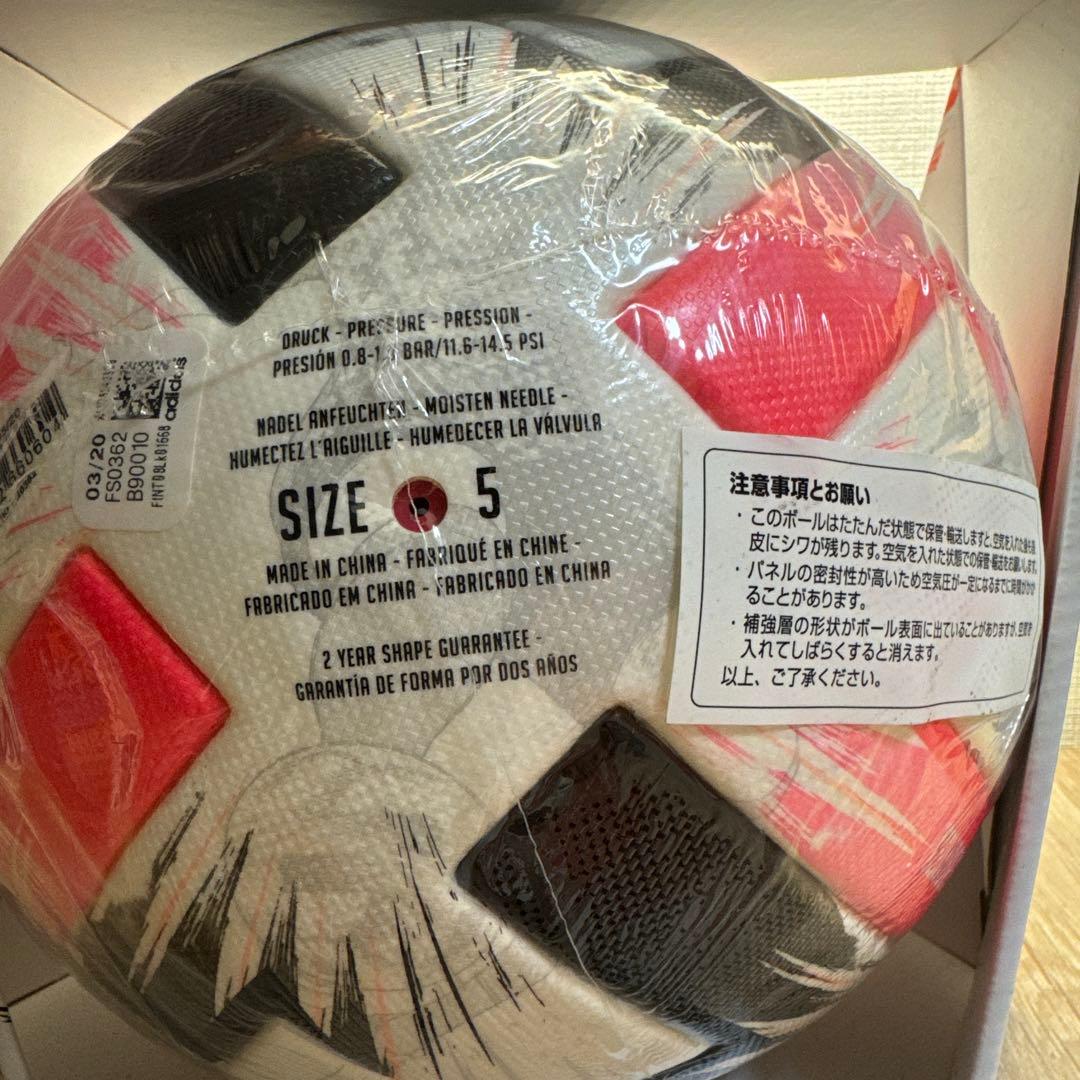 DRUCK - PRESSURE - PRESSION -
PRESIÓN 0.8-1. BAR/11.6-14.5 PSI
NADEL ANFEUCHTEN - MOISTEN NEEDLE -
HUMECTEZ L'AIGUILLE - HUMEDECER LA VÁLVULA
SIZE 5
MADE IN CHINA - FABRIQUÉ EN CHINE -
FABRICADO EM CHINA - FABRICADO EN CHINA
2 YEAR SHAPE GUARANTEE -
GARANTÍA DE FORMA POR DOS AÑOS
adidas
03/20
FS0362
B90010
FINT08LK01668
注意事項とお願い
・このボールはたたんだ状態で保管・輸送しますと、空気を入れた後も表
皮にシワが残ります。空気を入れた状態での保管・輸送をお願いします。
・パネルの密封性が高いため空気圧が一定になるまでに時間がかか
ることがあります。
・補強層の形状がボール表面に出ていることがありますが、空気を
入れてしばらくすると消えます。
以上、ご了承ください。